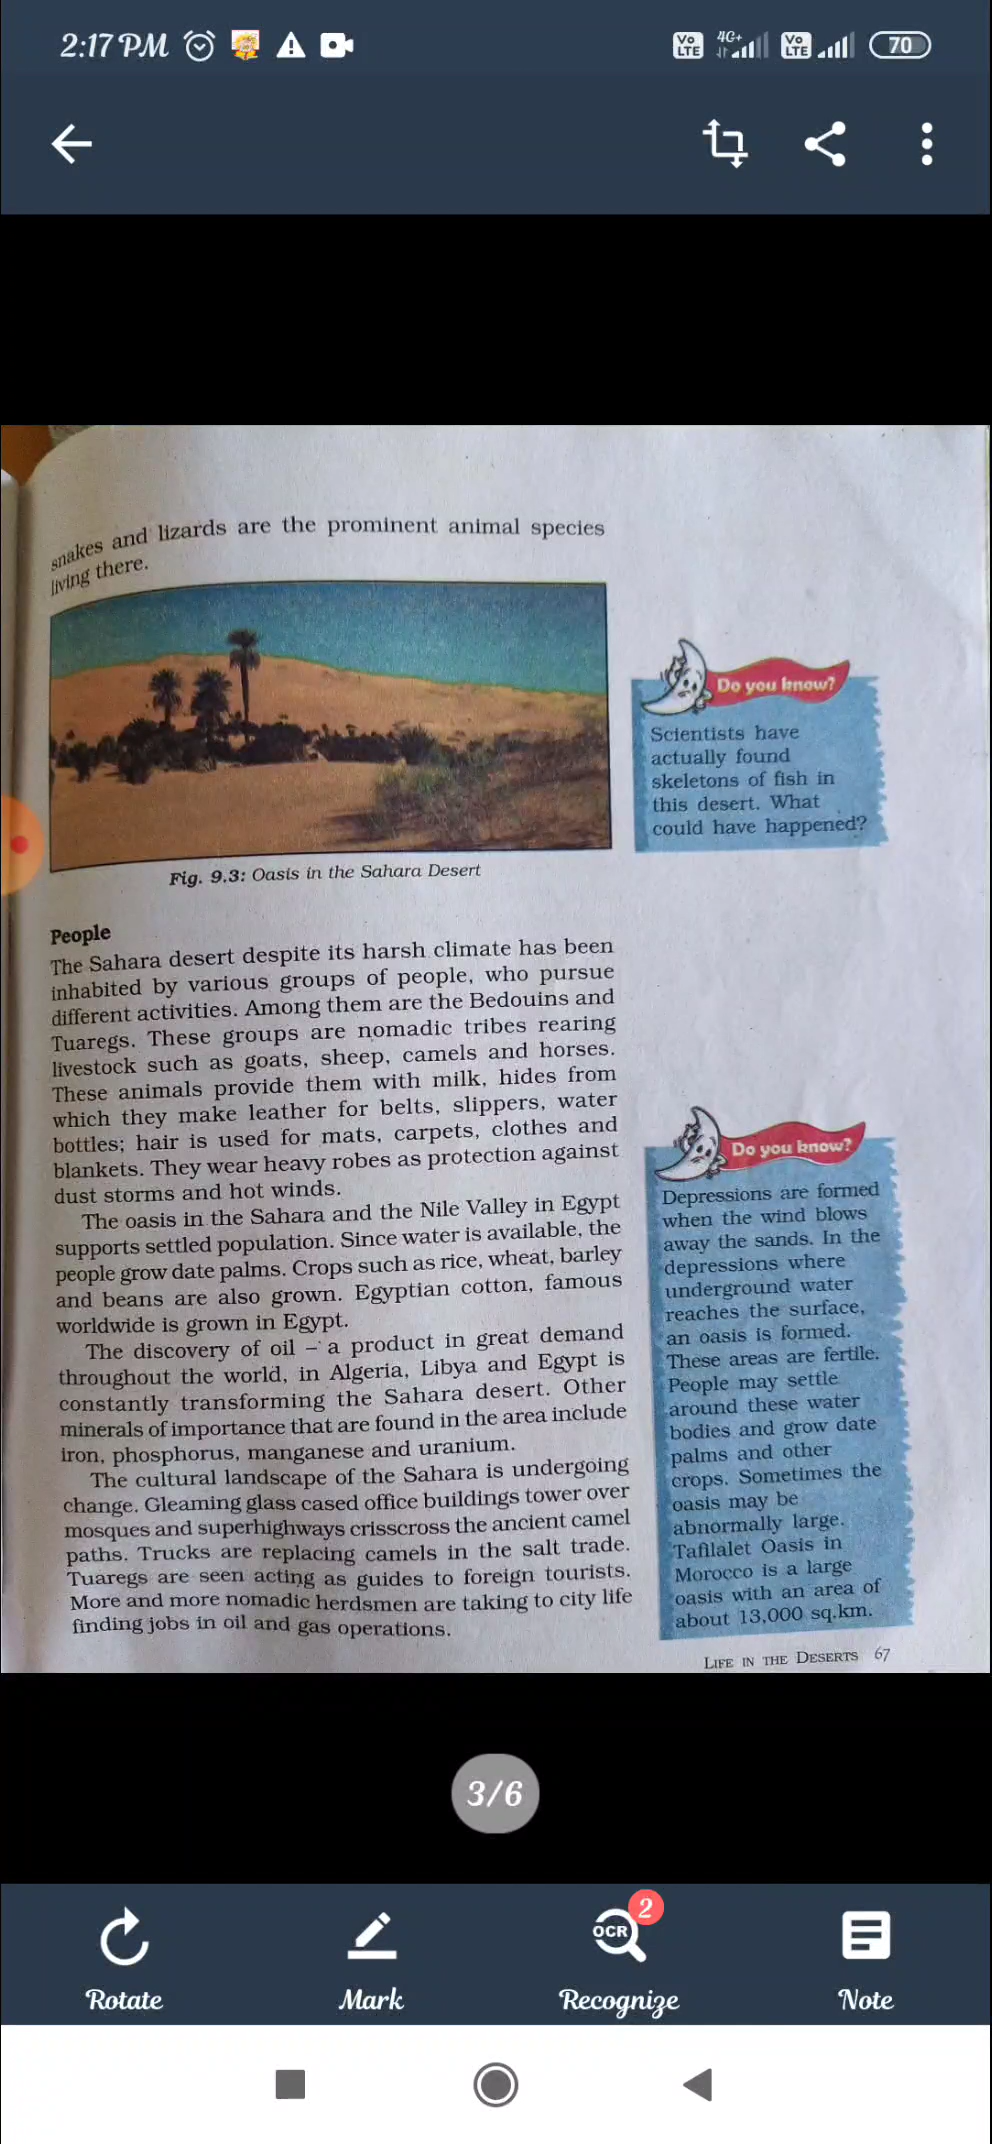 2:17 PM
Vo LTE 4G+ Vo LTE 70
snakes and lizards are the prominent animal species
living there.
Fig. 9.3: Oasis in the Sahara Desert
Do you know?
Scientists have
actually found
skeletons of fish in
this desert. What
could have happened?
People
The Sahara desert despite its harsh climate has been
inhabited by various groups of people, who pursue
different activities. Among them are the Bedouins and
Tuaregs. These groups are nomadic tribes rearing
livestock such as goats, sheep, camels and horses.
These animals provide them with milk, hides from
which they make leather for belts, slippers, water
bottles; hair is used for mats, carpets, clothes and
blankets. They wear heavy robes as protection against
dust storms and hot winds.
The oasis in the Sahara and the Nile Valley in Egypt
supports settled population. Since water is available, the
people grow date palms. Crops such as rice, wheat, barley
and beans are also grown. Egyptian cotton, famous
worldwide is grown in Egypt.
The discovery of oil – a product in great demand
throughout the world, in Algeria, Libya and Egypt is
constantly transforming the Sahara desert. Other
minerals of importance that are found in the area include
iron, phosphorus, manganese and uranium.
The cultural landscape of the Sahara is undergoing
change. Gleaming glass cased office buildings tower over
mosques and superhighways crisscross the ancient camel
paths. Trucks are replacing camels in the salt trade.
Tuaregs are seen acting as guides to foreign tourists.
More and more nomadic herdsmen are taking to city life
finding jobs in oil and gas operations.
Do you know?
Depressions are formed
when the wind blows
away the sands. In the
depressions where
underground water
reaches the surface,
an oasis is formed.
These areas are fertile.
People may settle
around these water
bodies and grow date
palms and other
crops. Sometimes the
oasis may be
abnormally large.
Tafilalet Oasis in
Morocco is a large
oasis with an area of
about 13,000 sq.km.
LIFE IN THE DESERTS 67
3/6
OCR 2
Rotate Mark Recognize Note